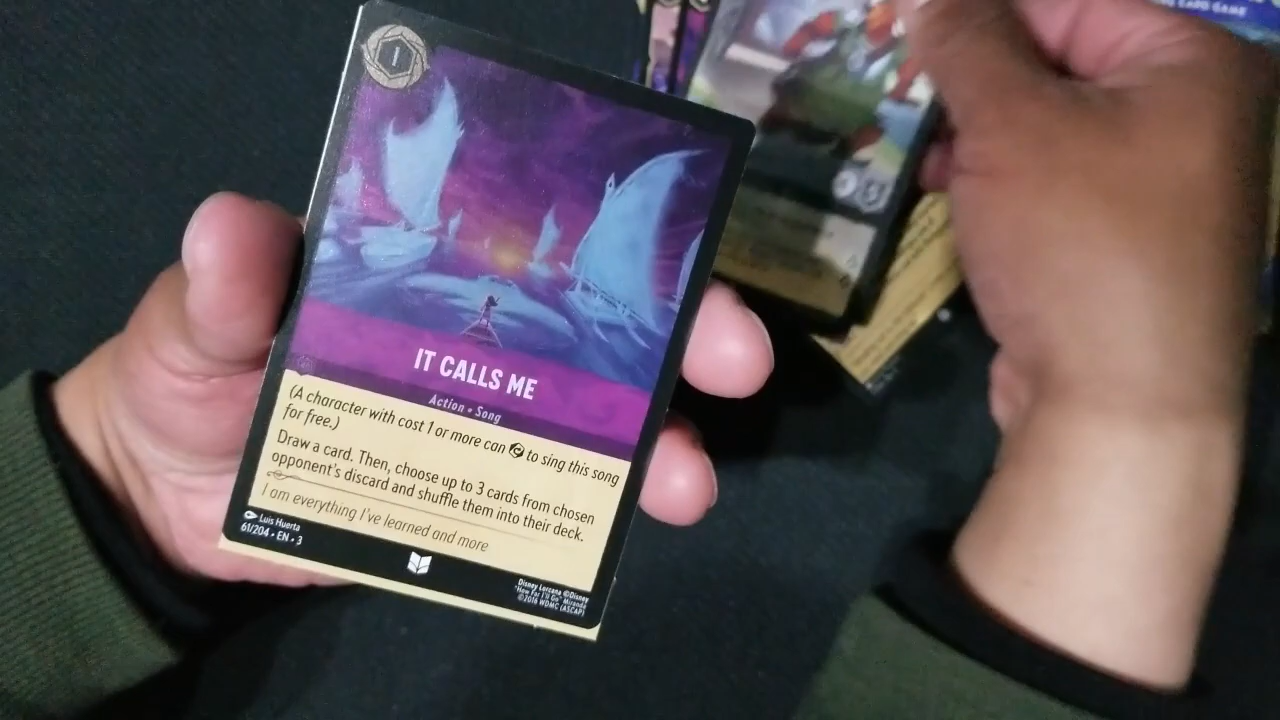 CARD GAME
1
IT CALLS ME
Action • Song
(A character with cost 1 or more can to sing this song
for free.)
Draw a card. Then, choose up to 3 cards from chosen
opponent's discard and shuffle them into their deck.
I am everything I've learned and more
Luis Huerta
61/204 • EN • 3
Disney Lorcana ©Disney
"How Far I'll Go" Miranda
©2016 WDMC (ASCAP)